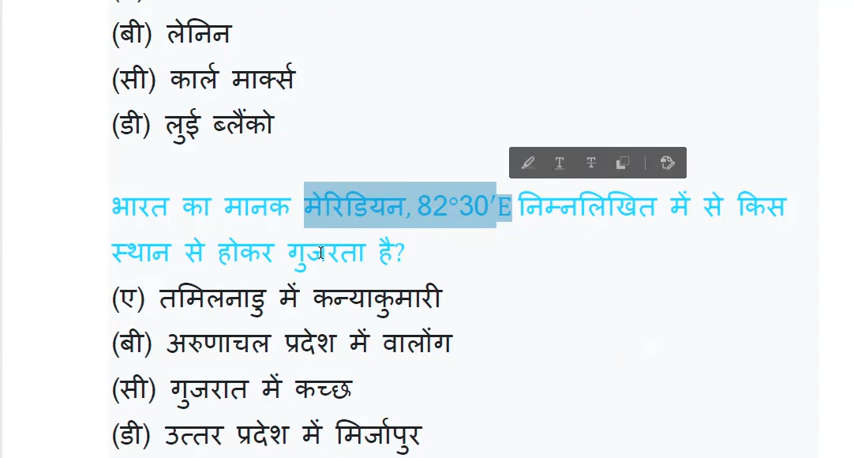 (बी) लेनिन
(सी) कार्ल मार्क्स
(डी) लुई ब्लैंको
भारत का मानक मेरिडियन, 82°30′E निम्नलिखित में से किस
स्थान से होकर गुजरता है?
(ए) तमिलनाडु में कन्याकुमारी
(बी) अरुणाचल प्रदेश में वालोंग
(सी) गुजरात में कच्छ
(डी) उत्तर प्रदेश में मिर्जापुर